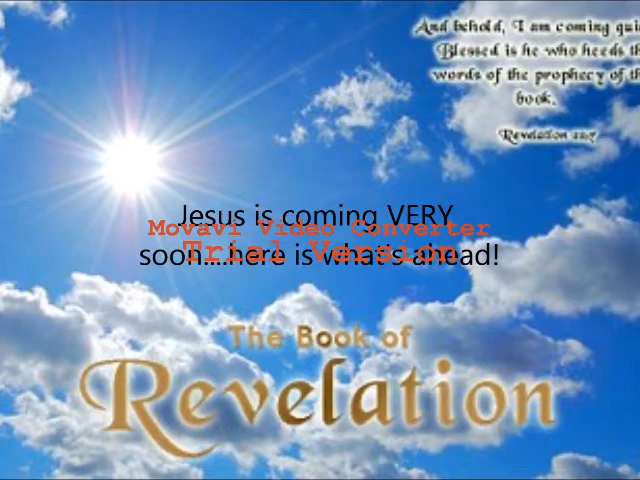 And behold, I am coming
Blessed is he who heeds
words of the prophecy of
book.
Revelation 22:7
Jesus is coming VERY
Movavi Video Converter
soon....here is what's ahead!
Trial Version
The Book of
Revelation